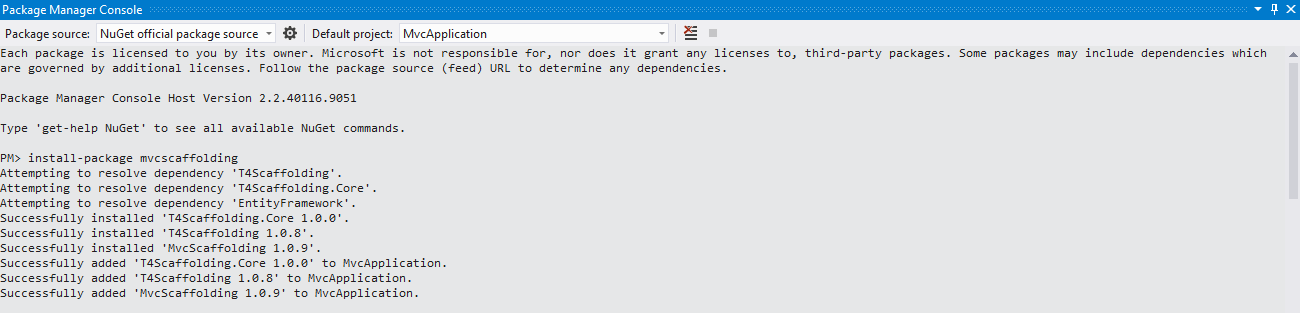 Package Manager Console
Package source: NuGet official package source Default project: MvcApplication
Each package is licensed to you by its owner. Microsoft is not responsible for, nor does it grant any licenses to, third-party packages. Some packages may include dependencies which
are governed by additional licenses. Follow the package source (feed) URL to determine any dependencies.
Package Manager Console Host Version 2.2.40116.9051
Type 'get-help NuGet' to see all available NuGet commands.
PM> install-package mvcscaffolding
Attempting to resolve dependency 'T4Scaffolding'.
Attempting to resolve dependency 'T4Scaffolding.Core'.
Attempting to resolve dependency 'EntityFramework'.
Successfully installed 'T4Scaffolding.Core 1.0.0'.
Successfully installed 'T4Scaffolding 1.0.8'.
Successfully installed 'MvcScaffolding 1.0.9'.
Successfully added 'T4Scaffolding.Core 1.0.0' to MvcApplication.
Successfully added 'T4Scaffolding 1.0.8' to MvcApplication.
Successfully added 'MvcScaffolding 1.0.9' to MvcApplication.